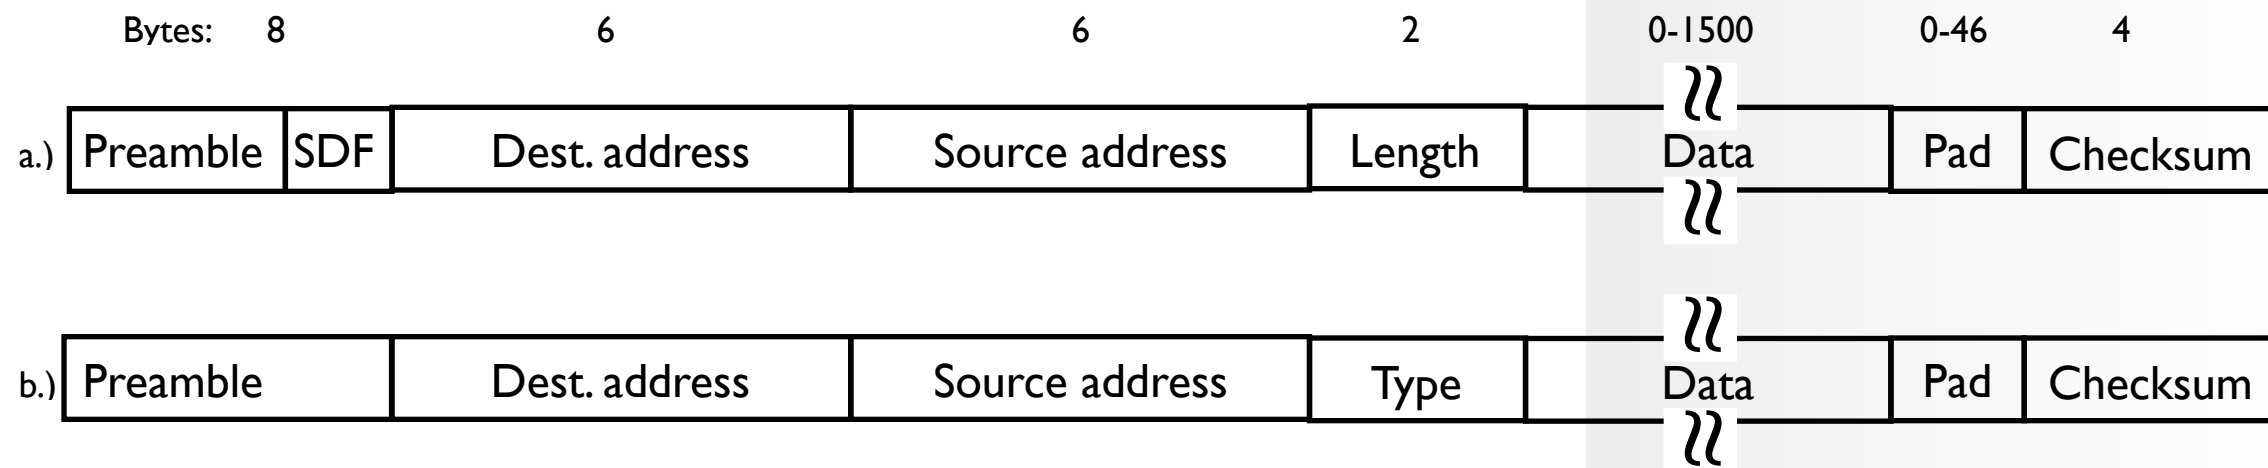 Bytes: 8 6 6 2 0-1500 0-46 4
a.) Preamble SDF Dest. address Source address Length Data Pad Checksum
b.) Preamble Dest. address Source address Type Data Pad Checksum